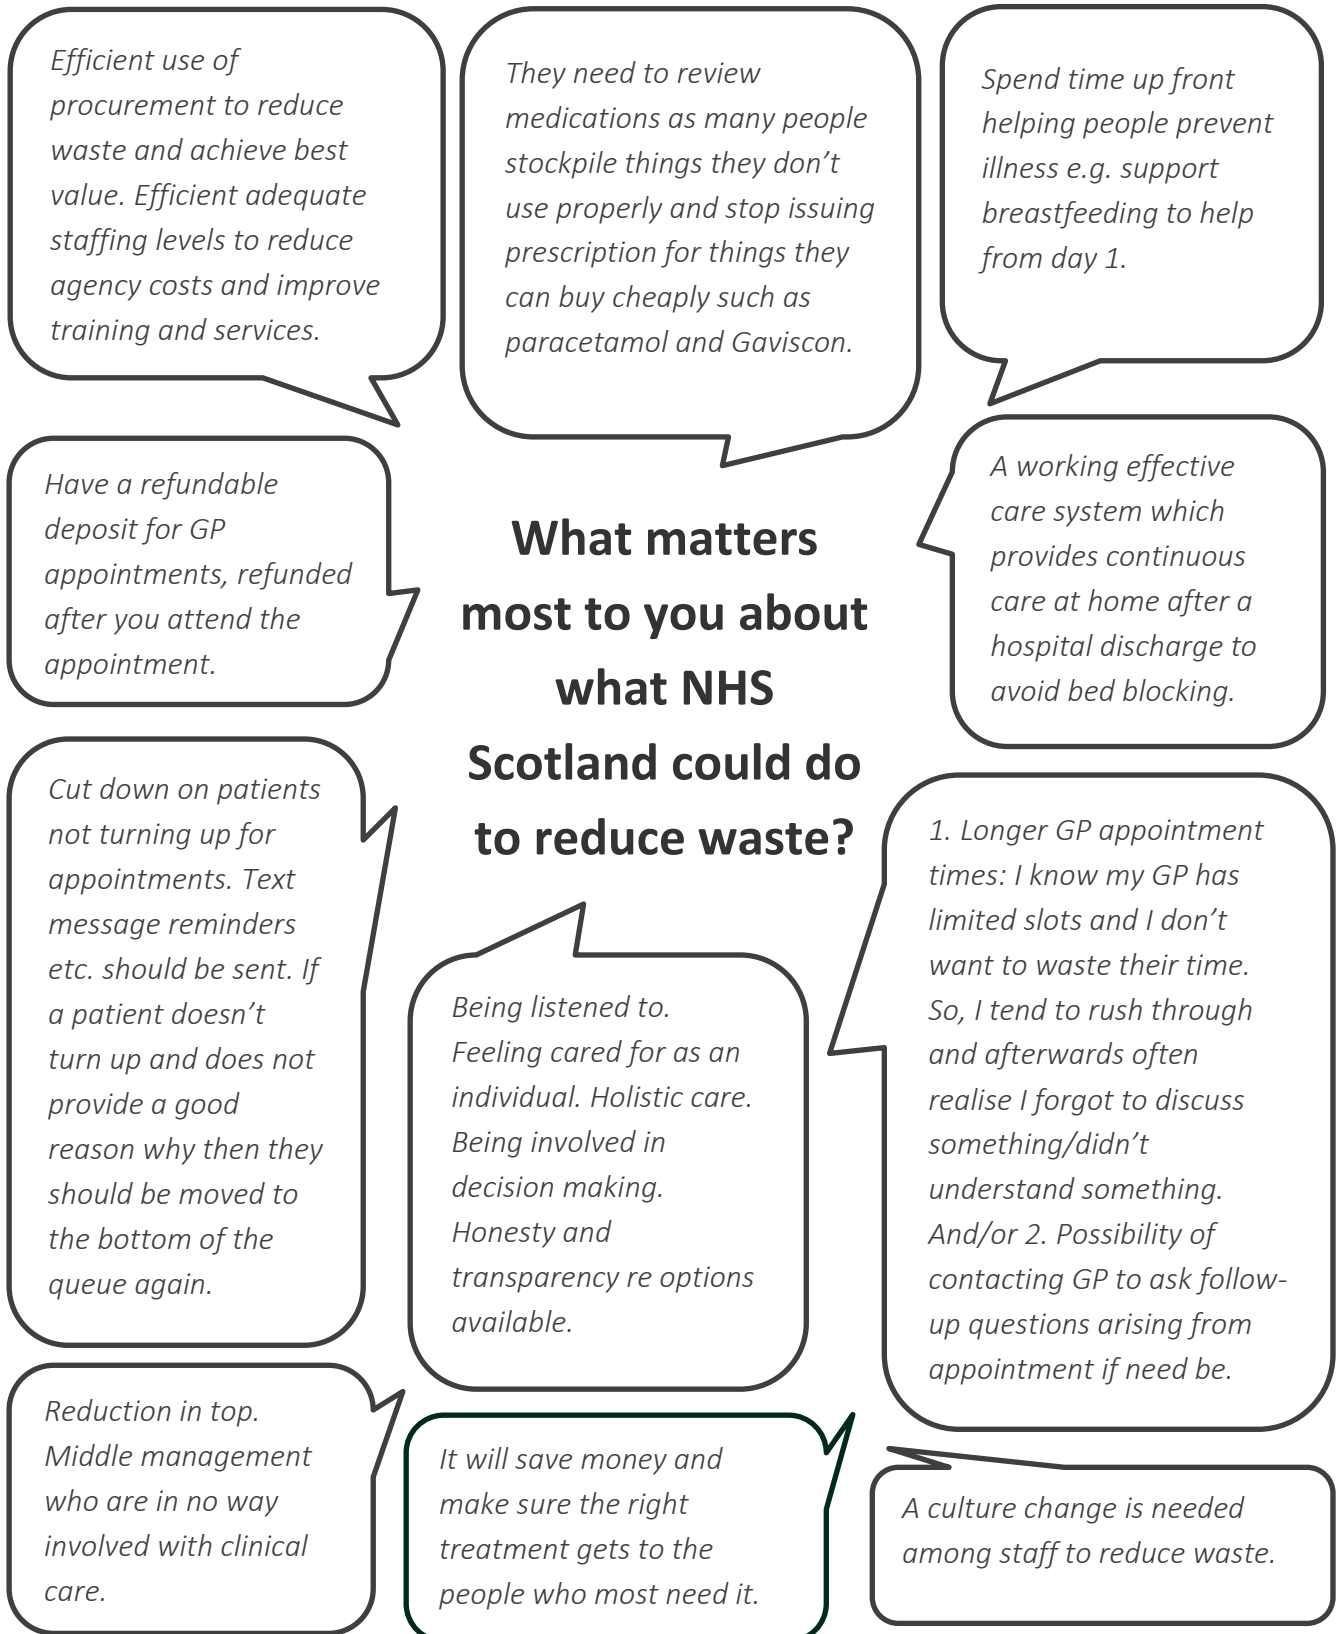 Efficient use of
procurement to reduce
waste and achieve best
value. Efficient adequate
staffing levels to reduce
agency costs and improve
training and services.
They need to review
medications as many people
stockpile things they don’t
use properly and stop issuing
prescription for things they
can buy cheaply such as
paracetamol and Gaviscon.
Spend time up front
helping people prevent
illness e.g. support
breastfeeding to help
from day 1.
Have a refundable
deposit for GP
appointments, refunded
after you attend the
appointment.
What matters
most to you about
what NHS
Scotland could do
to reduce waste?
A working effective
care system which
provides continuous
care at home after a
hospital discharge to
avoid bed blocking.
Cut down on patients
not turning up for
appointments. Text
message reminders
etc. should be sent. If
a patient doesn’t
turn up and does not
provide a good
reason why then they
should be moved to
the bottom of the
queue again.
Being listened to.
Feeling cared for as an
individual. Holistic care.
Being involved in
decision making.
Honesty and
transparency re options
available.
1. Longer GP appointment
times: I know my GP has
limited slots and I don’t
want to waste their time.
So, I tend to rush through
and afterwards often
realise I forgot to discuss
something/didn’t
understand something.
And/or 2. Possibility of
contacting GP to ask follow-
up questions arising from
appointment if need be.
Reduction in top.
Middle management
who are in no way
involved with clinical
care.
It will save money and
make sure the right
treatment gets to the
people who most need it.
A culture change is needed
among staff to reduce waste.